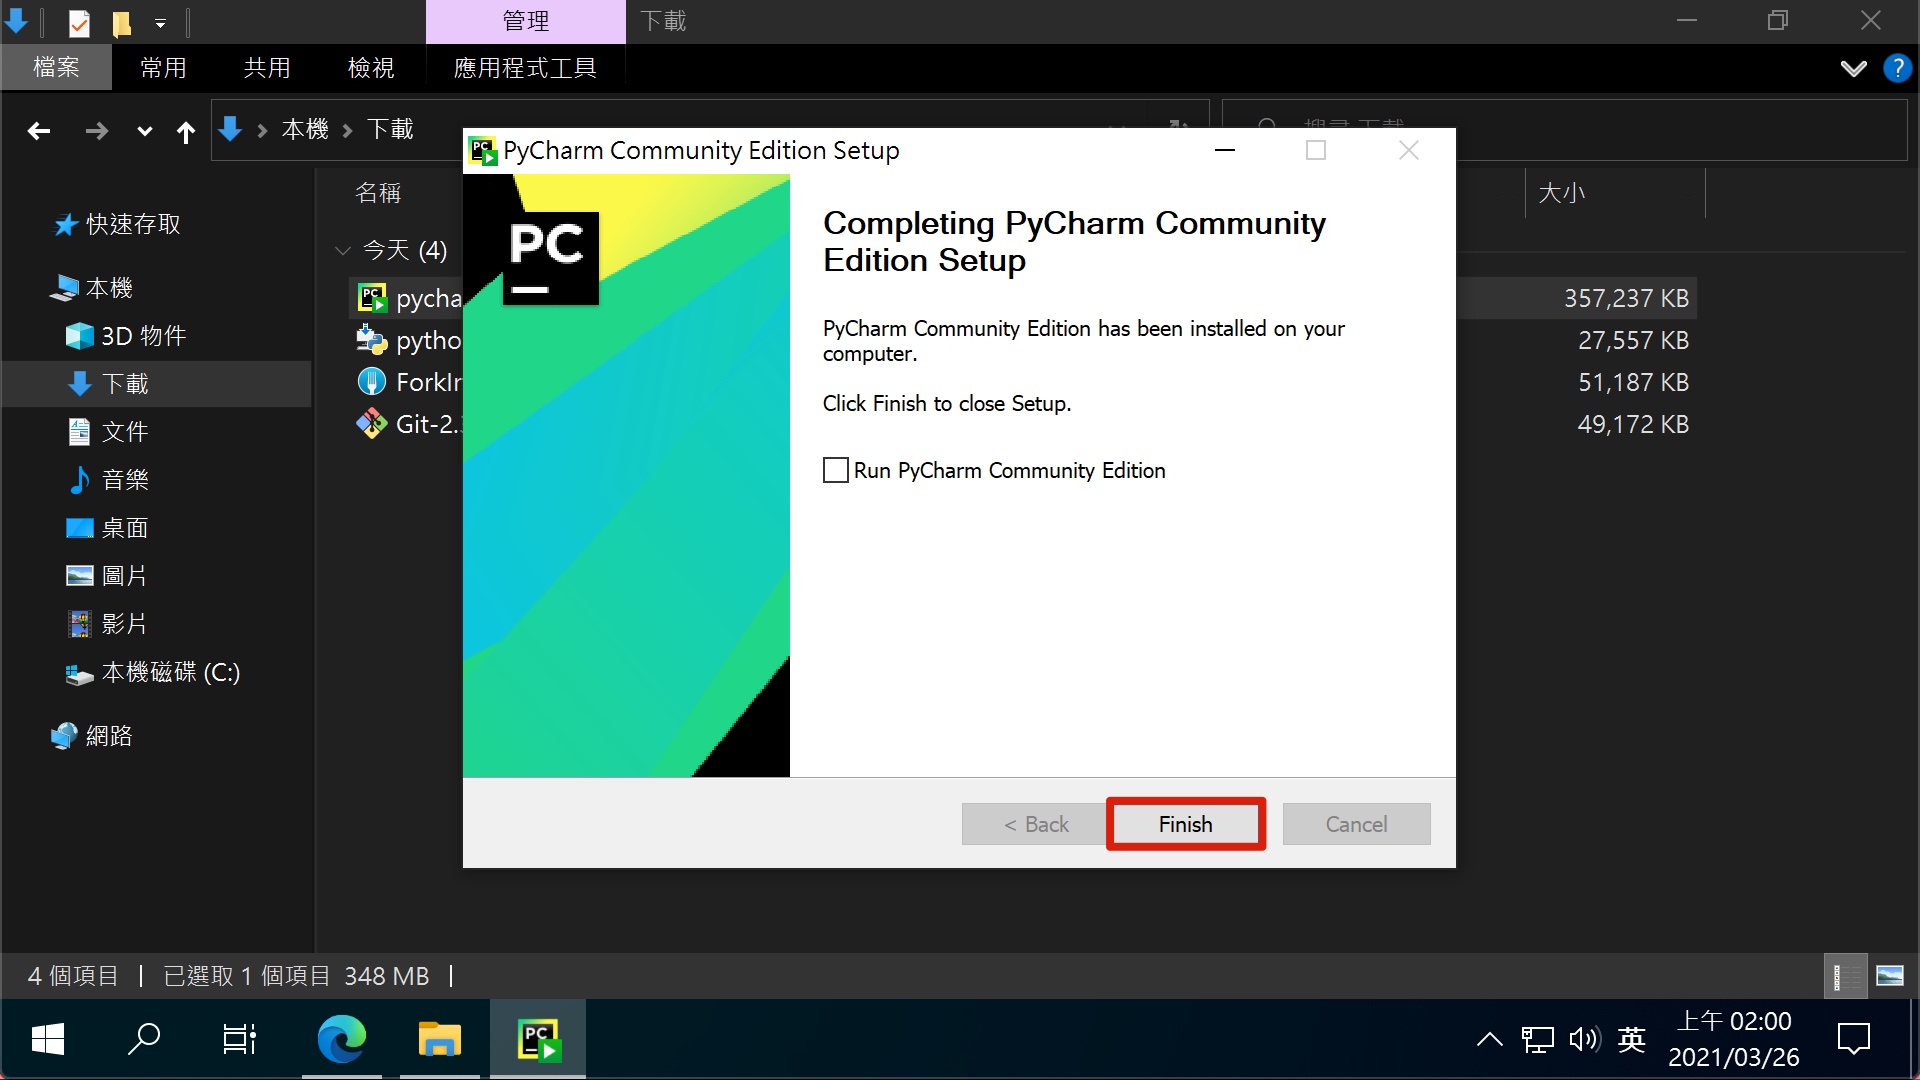 管理
下載
檔案
常用
共用
檢視
應用程式工具
本機
下載
搜尋 下載
PyCharm Community Edition Setup
名稱
大小
快速存取
本機
3D 物件
下載
文件
音樂
桌面
圖片
影片
本機磁碟 (C:)
網路
今天 (4)
pycha
357,237 KB
pytho
27,557 KB
ForkIn
51,187 KB
Git-2.
49,172 KB
PC
Completing PyCharm Community
Edition Setup
PyCharm Community Edition has been installed on your
computer.
Click Finish to close Setup.
Run PyCharm Community Edition
< Back
Finish
Cancel
4 個項目
已選取 1 個項目 348 MB
英
上午 02:00
2021/03/26